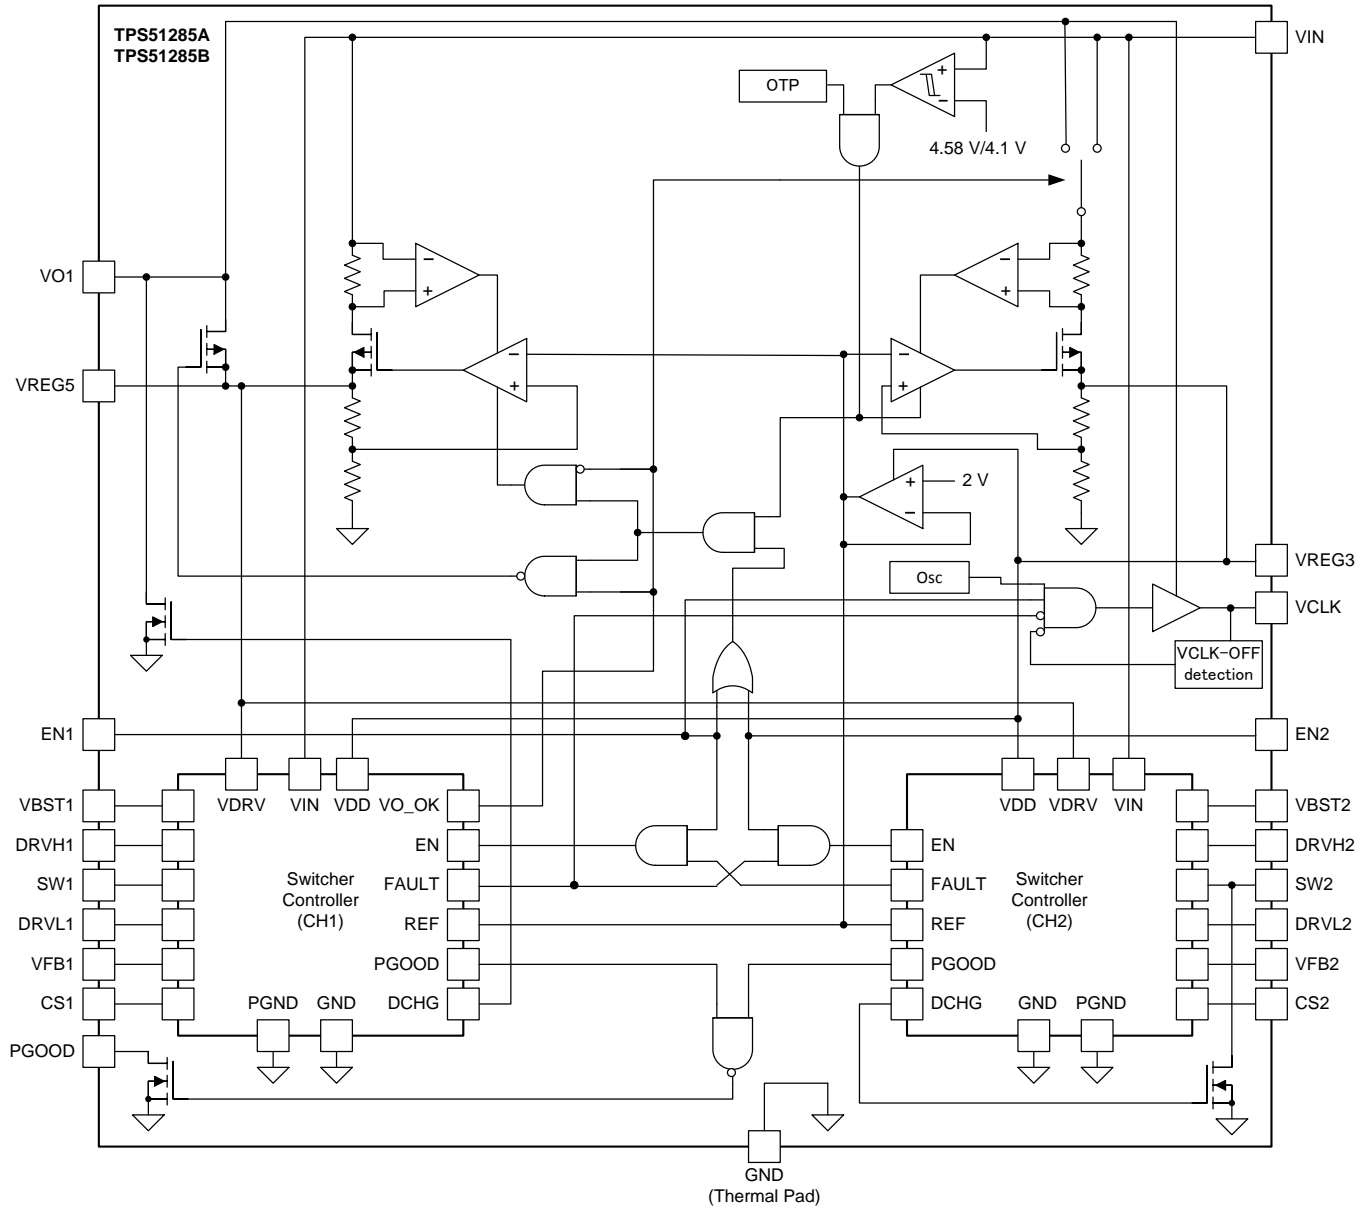 TPS51285A
TPS51285B
VIN
OTP
+
−
4.58 V/4.1 V
VO1
−
+
−
+
VREG5
−
+
−
+
+
2 V
−
Osc
VREG3
VCLK
VCLK-OFF
detection
EN1
EN2
VDRV
VIN
VDD
VO_OK
VDD
VDRV
VIN
VBST1
VBST2
DRVH1
EN
EN
DRVH2
SW1
Switcher
Controller
(CH1)
FAULT
FAULT
Switcher
Controller
(CH2)
SW2
DRVL1
REF
REF
DRVL2
VFB1
PGOOD
PGOOD
VFB2
CS1
PGND
GND
DCHG
DCHG
GND
PGND
CS2
PGOOD
GND
(Thermal Pad)